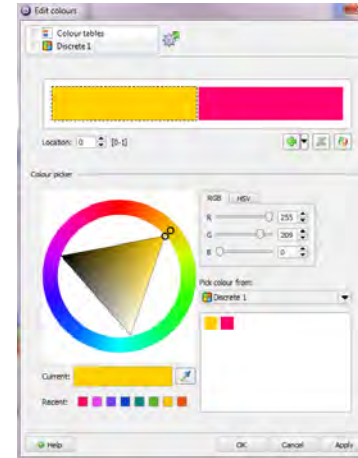 Edit colours
Colour tables
Discrete 1
Location: 0 [0-1]
Colour picker
RGB HSV
R 255
G 209
B 0
Pick colour from:
Discrete 1
Current:
Recent:
Help OK Cancel Apply